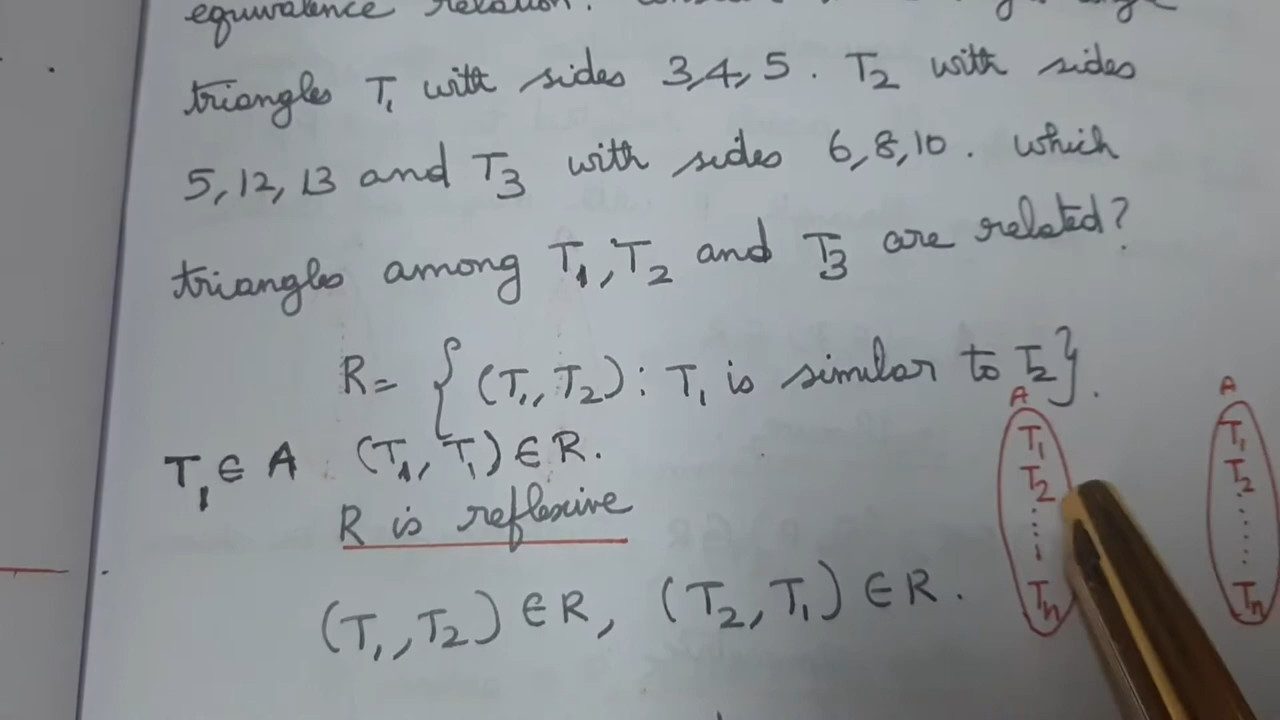 equivalence relation.
triangles T₁ with sides 3,4,5. T₂ with sides
5,12,13 and T₃ with sides 6,8,10. which
triangles among T₁,T₂ and T₃ are related?
R= {(T₁,T₂): T₁ is similar to T₂}.
T₁ ∈ A (T₁,T₁) ∈ R.
R is reflexive
(T₁,T₂) ∈ R, (T₂,T₁) ∈ R.
A
T₁
T₂
Tn
A
T₁
T₂
Tn